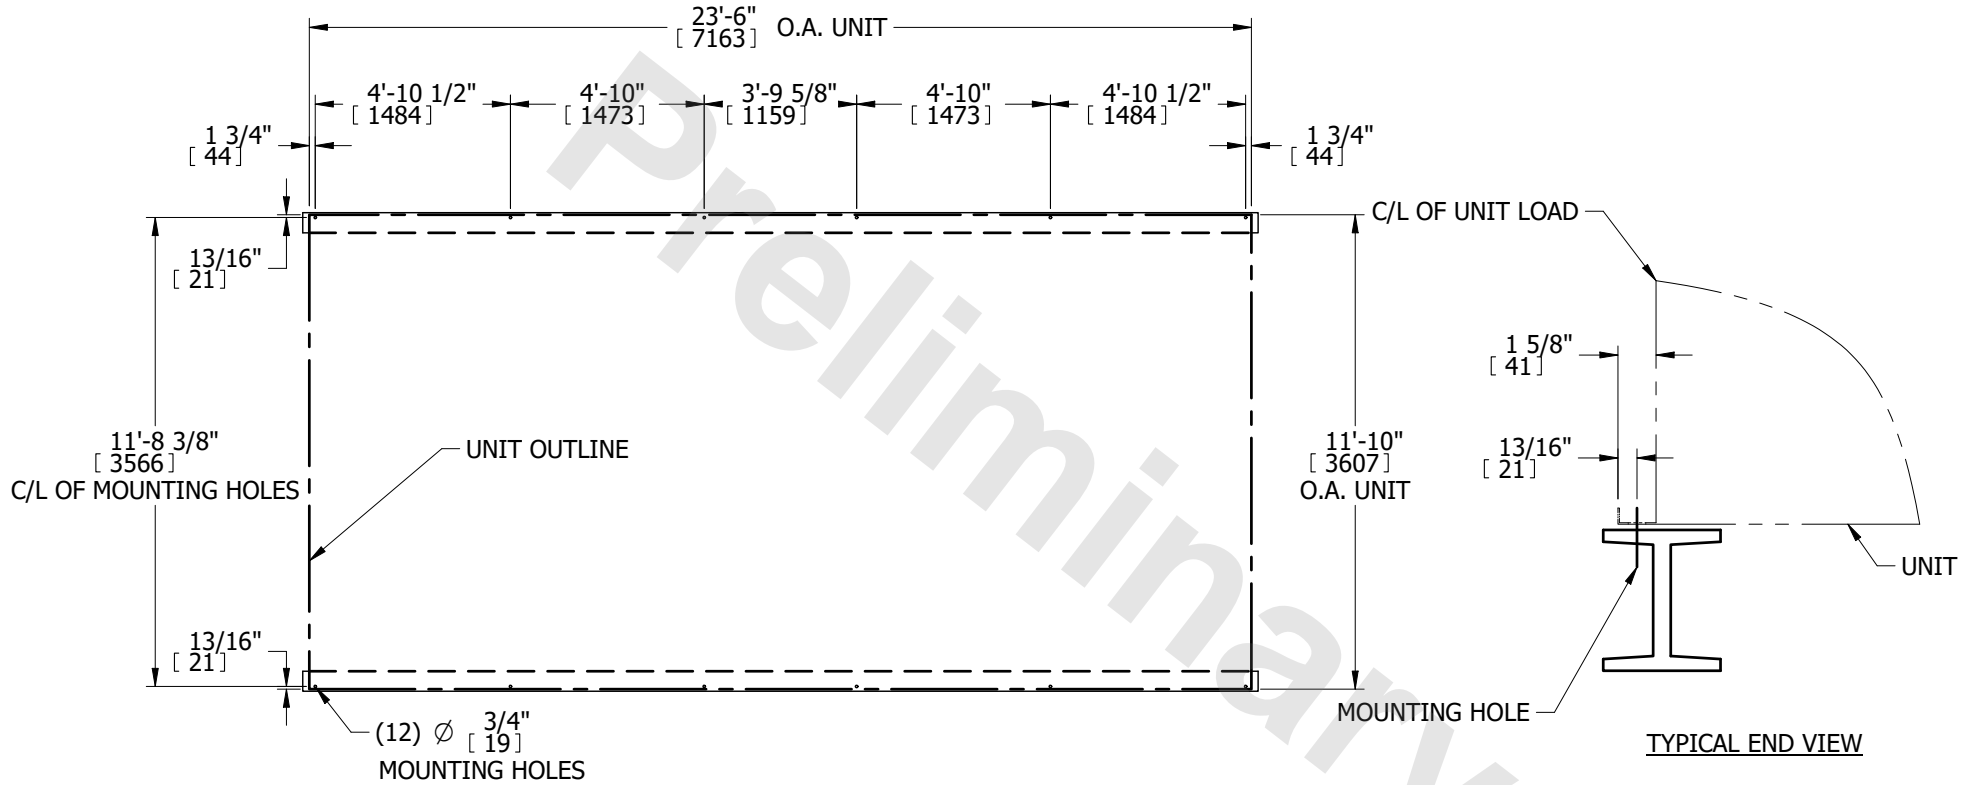 23'-6"
[ 7163 ] O.A. UNIT
4'-10 1/2"
[ 1484 ]
4'-10"
[ 1473 ]
3'-9 5/8"
[ 1159 ]
4'-10"
[ 1473 ]
4'-10 1/2"
[ 1484 ]
1 3/4"
[ 44 ]
1 3/4"
[ 44 ]
13/16"
[ 21 ]
11'-8 3/8"
[ 3566 ]
C/L OF MOUNTING HOLES
UNIT OUTLINE
11'-10"
[ 3607 ]
O.A. UNIT
13/16"
[ 21 ]
(12) Ø 3/4"
[ 19 ]
MOUNTING HOLES
C/L OF UNIT LOAD
1 5/8"
[ 41 ]
13/16"
[ 21 ]
UNIT
MOUNTING HOLE
TYPICAL END VIEW
Preliminary